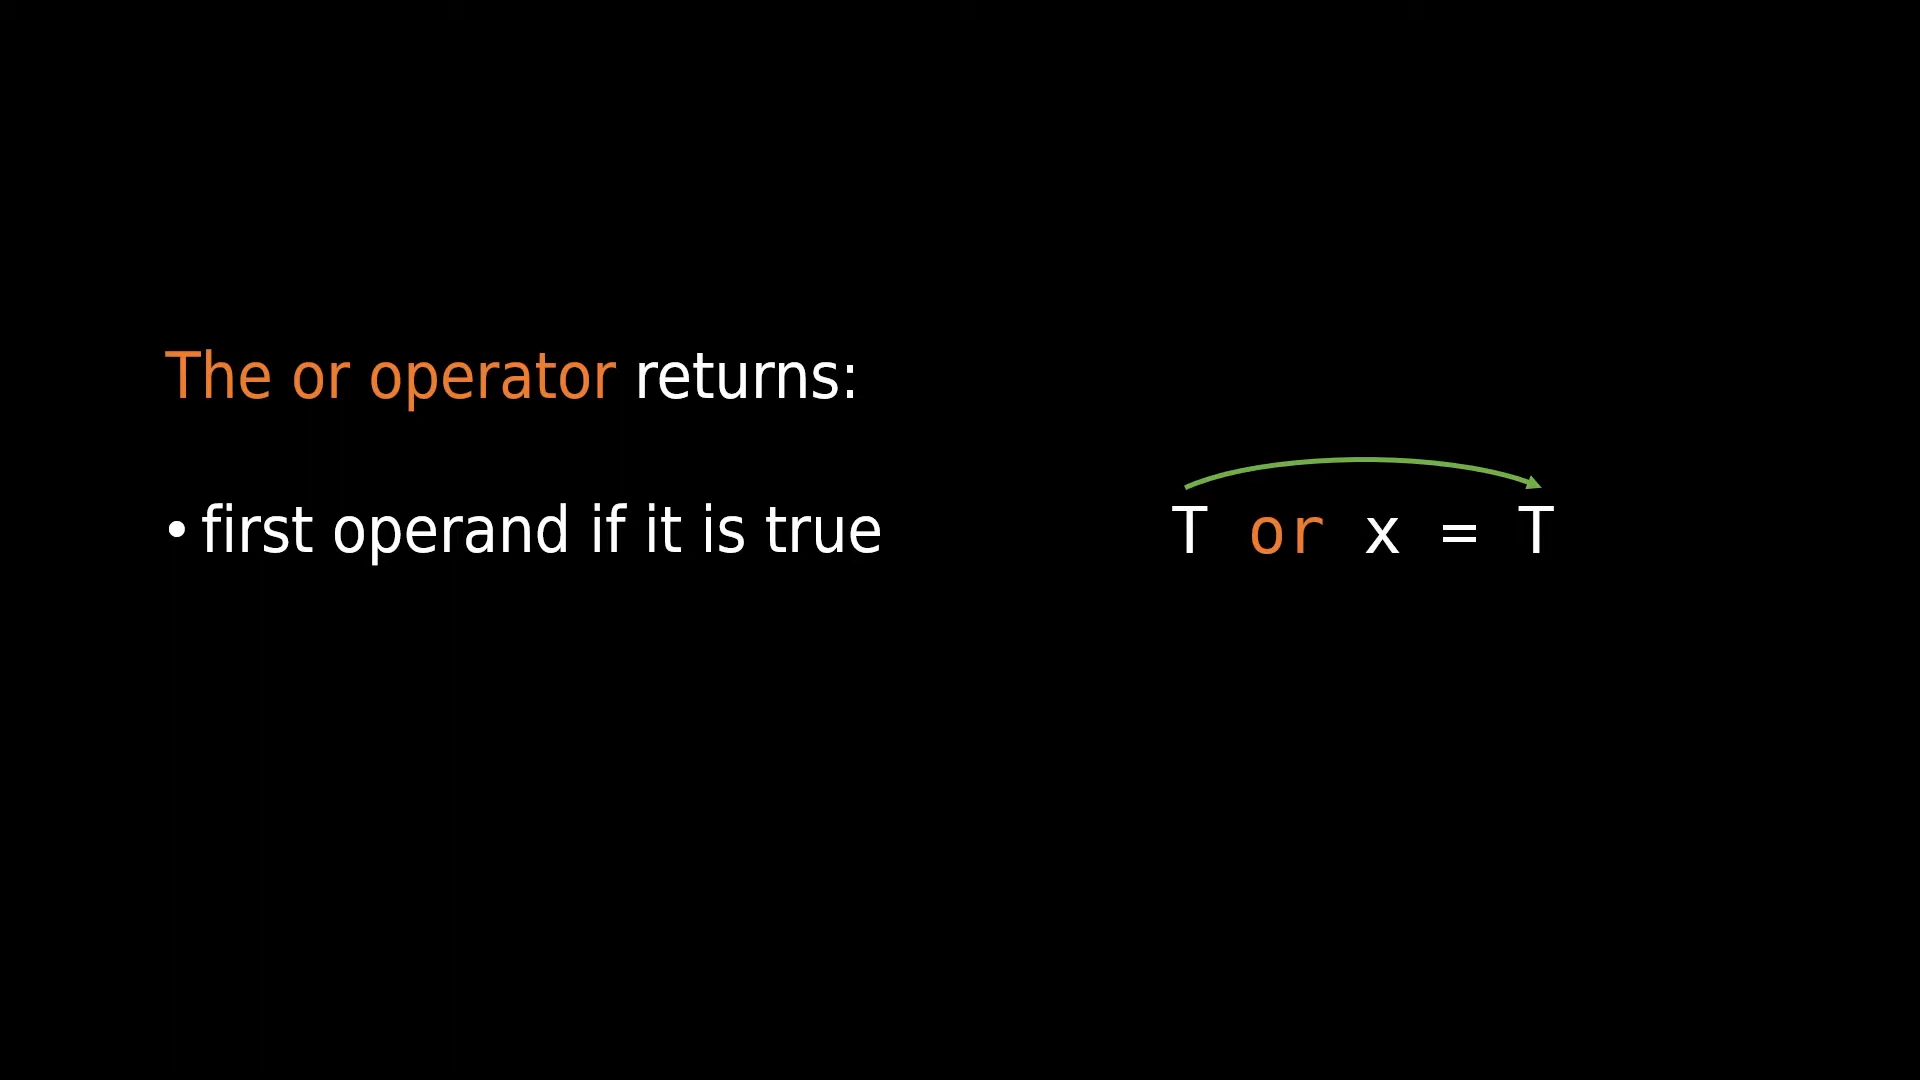 The or operator returns:
• first operand if it is true
T or x = T